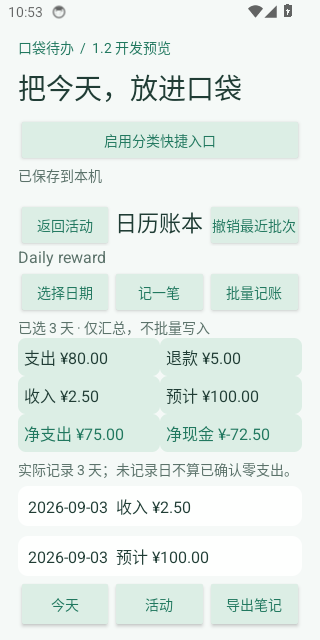 10:53
口袋待办 / 1.2 开发预览
把今天，放进口袋
启用分类快捷入口
已保存到本机
返回活动 日历账本 撤销最近批次
Daily reward
选择日期 记一笔 批量记账
已选 3 天 · 仅汇总，不批量写入
支出 ¥80.00 退款 ¥5.00
收入 ¥2.50 预计 ¥100.00
净支出 ¥75.00 净现金 ¥-72.50
实际记录 3 天；未记录日不算已确认零支出。
2026-09-03 收入 ¥2.50
2026-09-03 预计 ¥100.00
今天 活动 导出笔记